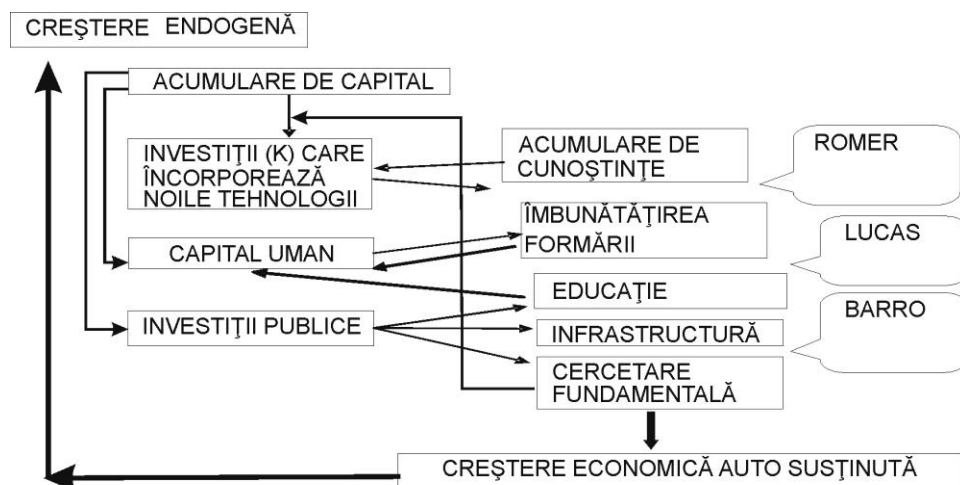 CREŞTERE ENDOGENĂ
ACUMULARE DE CAPITAL
INVESTIŢII (K) CARE
ÎNCORPOREAZĂ
NOILE TEHNOLOGII
ACUMULARE DE
CUNOŞTINŢE
ROMER
ÎMBUNĂTĂŢIREA
FORMĂRII
CAPITAL UMAN
LUCAS
EDUCAŢIE
INVESTIŢII PUBLICE
INFRASTRUCTURĂ
BARRO
CERCETARE
FUNDAMENTALĂ
CREŞTERE ECONOMICĂ AUTO SUSŢINUTĂ